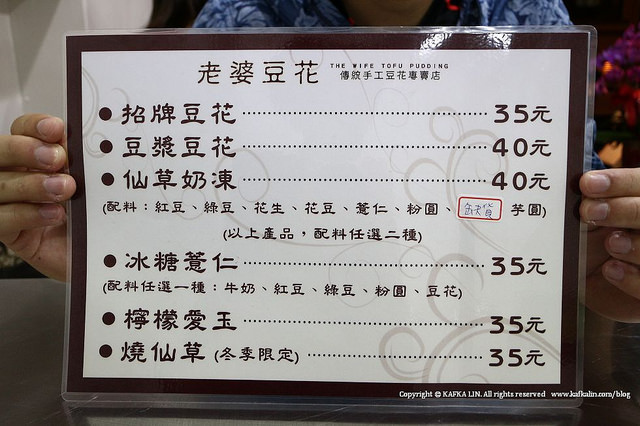 老婆豆花 THE WIFE TOFU PUDDING
傳統手工豆花專賣店
● 招牌豆花 35元
● 豆漿豆花 40元
● 仙草奶凍 40元
(配料：紅豆、綠豆、花生、花豆、薏仁、粉圓、缺貨 芋圓)
(以上產品，配料任選二種)
● 冰糖薏仁 35元
(配料任選一種：牛奶、紅豆、綠豆、粉圓、豆花)
● 檸檬愛玉 35元
● 燒仙草 (冬季限定) 35元
Copyright © KAFKA LIN. All rights reserved www.kafkalin.com/blog